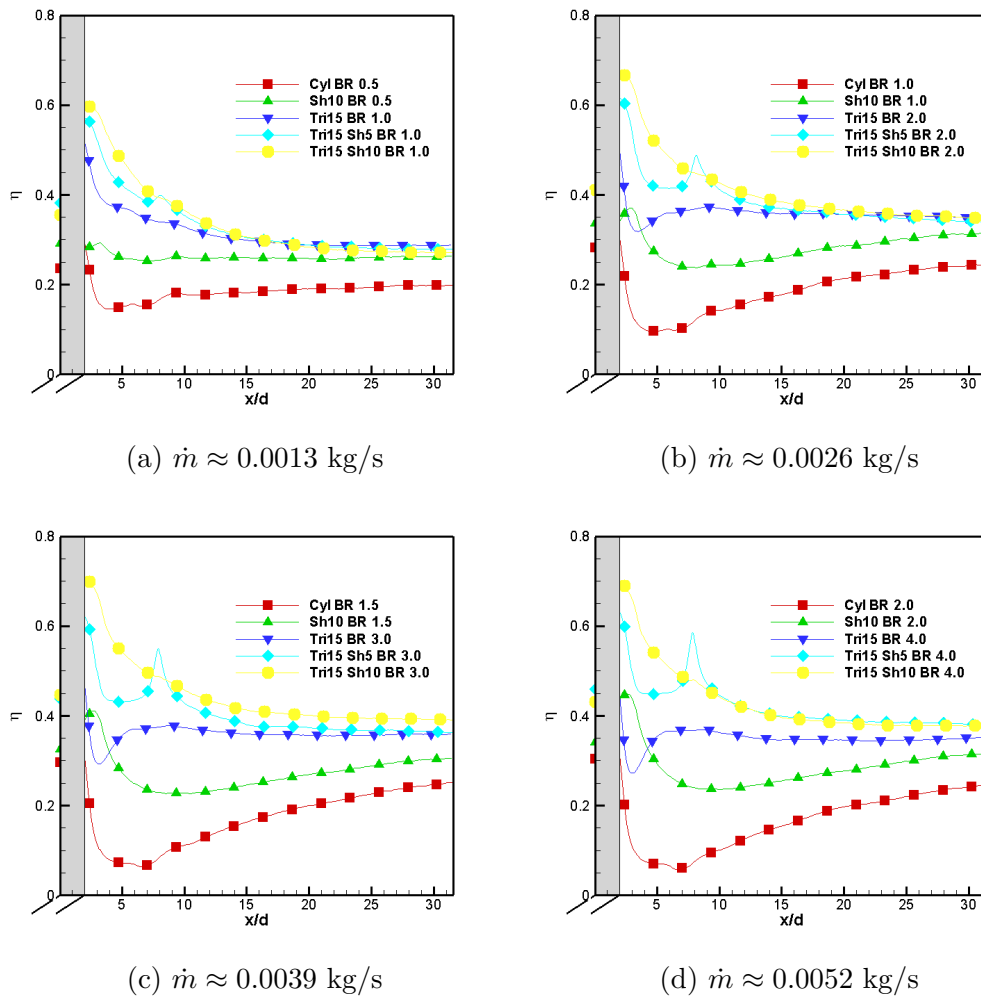 0.8
0.6
0.4
0.2
0
η
Cyl BR 0.5
Sh10 BR 0.5
Tri15 BR 1.0
Tri15 Sh5 BR 1.0
Tri15 Sh10 BR 1.0
5 10 15 20 25 30
x/d
(a) ṁ ≈ 0.0013 kg/s
0.8
0.6
0.4
0.2
0
η
Cyl BR 1.0
Sh10 BR 1.0
Tri15 BR 2.0
Tri15 Sh5 BR 2.0
Tri15 Sh10 BR 2.0
5 10 15 20 25 30
x/d
(b) ṁ ≈ 0.0026 kg/s
0.8
0.6
0.4
0.2
0
η
Cyl BR 1.5
Sh10 BR 1.5
Tri15 BR 3.0
Tri15 Sh5 BR 3.0
Tri15 Sh10 BR 3.0
5 10 15 20 25 30
x/d
(c) ṁ ≈ 0.0039 kg/s
0.8
0.6
0.4
0.2
0
η
Cyl BR 2.0
Sh10 BR 2.0
Tri15 BR 4.0
Tri15 Sh5 BR 4.0
Tri15 Sh10 BR 4.0
5 10 15 20 25 30
x/d
(d) ṁ ≈ 0.0052 kg/s